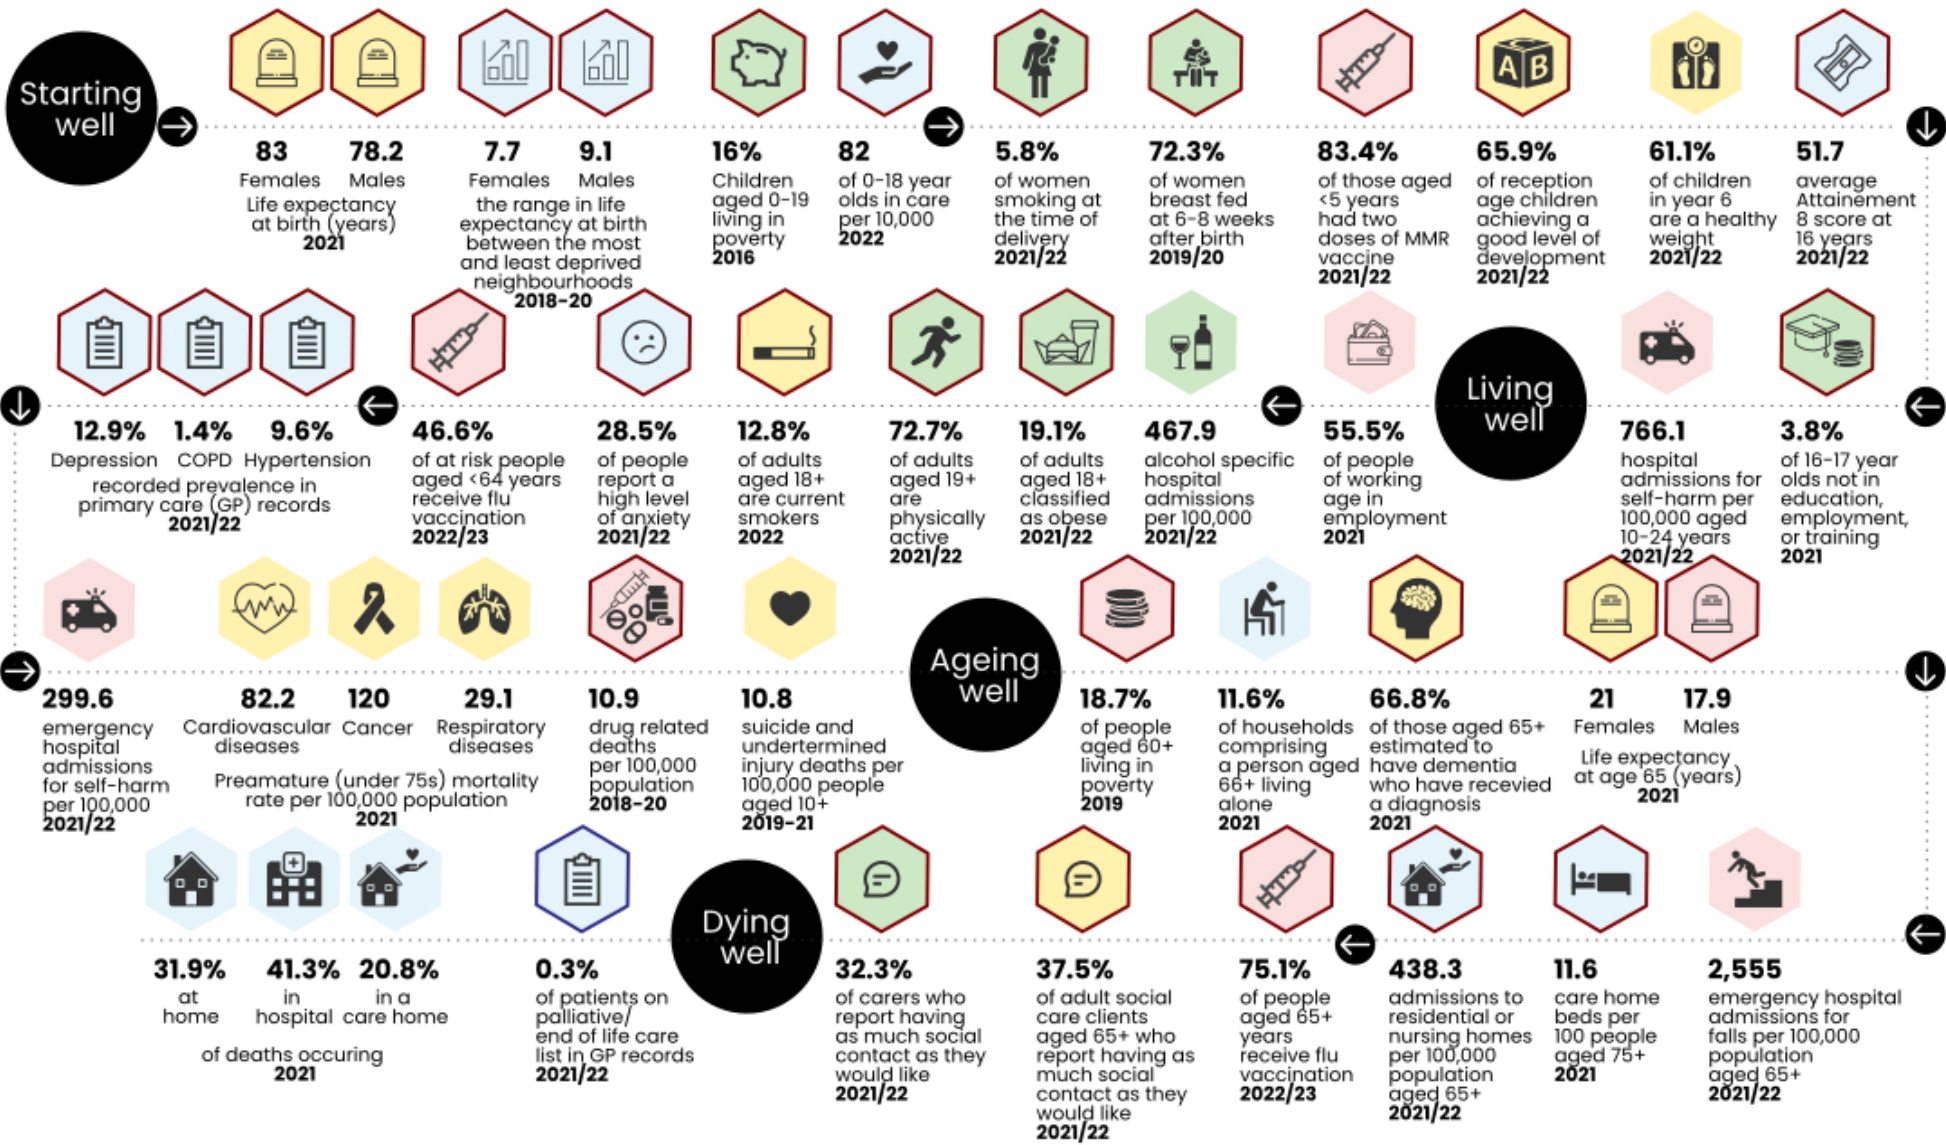 Starting
well
83
Females
78.2
Males
Life expectancy
at birth (years)
2021
7.7
Females
9.1
Males
the range in life
expectancy at birth
between the most
and least deprived
neighbourhoods
2018-20
16%
Children
aged 0-19
living in
poverty
2016
82
of 0-18 year
olds in care
per 10,000
2022
5.8%
of women
smoking at
the time of
delivery
2021/22
72.3%
of women
breast fed
at 6-8 weeks
after birth
2019/20
83.4%
of those aged
<5 years
had two
doses of MMR
vaccine
2021/22
A B
65.9%
of reception
age children
achieving a
good level of
development
2021/22
61.1%
of children
in year 6
are a healthy
weight
2021/22
51.7
average
Attainement
8 score at
16 years
2021/22
3.8%
of 16-17 year
olds not in
education,
employment,
or training
2021
766.1
hospital
admissions for
self-harm per
100,000 aged
10-24 years
2021/22
Living
well
55.5%
of people
of working
age in
employment
2021
467.9
alcohol specific
hospital
admissions
per 100,000
2021/22
19.1%
of adults
aged 18+
classified
as obese
2021/22
72.7%
of adults
aged 19+
are
physically
active
2021/22
12.8%
of adults
aged 18+
are current
smokers
2022
28.5%
of people
report a
high level
of anxiety
2021/22
46.6%
of at risk people
aged <64 years
receive flu
vaccination
2022/23
12.9%
Depression
1.4%
COPD
9.6%
Hypertension
recorded prevalence in
primary care (GP) records
2021/22
299.6
emergency
hospital
admissions
for self-harm
per 100,000
2021/22
82.2
Cardiovascular
diseases
120
Cancer
29.1
Respiratory
diseases
Preamature (under 75s) mortality
rate per 100,000 population
2021
10.9
drug related
deaths
per 100,000
population
2018-20
10.8
suicide and
undertermined
injury deaths per
100,000 people
aged 10+
2019-21
Ageing
well
18.7%
of people
aged 60+
living in
poverty
2019
11.6%
of households
comprising
a person aged
66+ living
alone
2021
66.8%
of those aged 65+
estimated to
have dementia
who have recevied
a diagnosis
2021
21
Females
17.9
Males
Life expectancy
at age 65 (years)
2021
2,555
emergency hospital
admissions for
falls per 100,000
population
aged 65+
2021/22
11.6
care home
beds per
100 people
aged 75+
2021
438.3
admissions to
residential or
nursing homes
per 100,000
population
aged 65+
2021/22
75.1%
of people
aged 65+
years
receive flu
vaccination
2022/23
37.5%
of adult social
care clients
aged 65+ who
report having as
much social
contact as they
would like
2021/22
32.3%
of carers who
report having
as much social
contact as they
would like
2021/22
Dying
well
0.3%
of patients on
palliative/
end of life care
list in GP records
2021/22
31.9%
at
home
41.3%
in
hospital
20.8%
in a
care home
of deaths occuring
2021